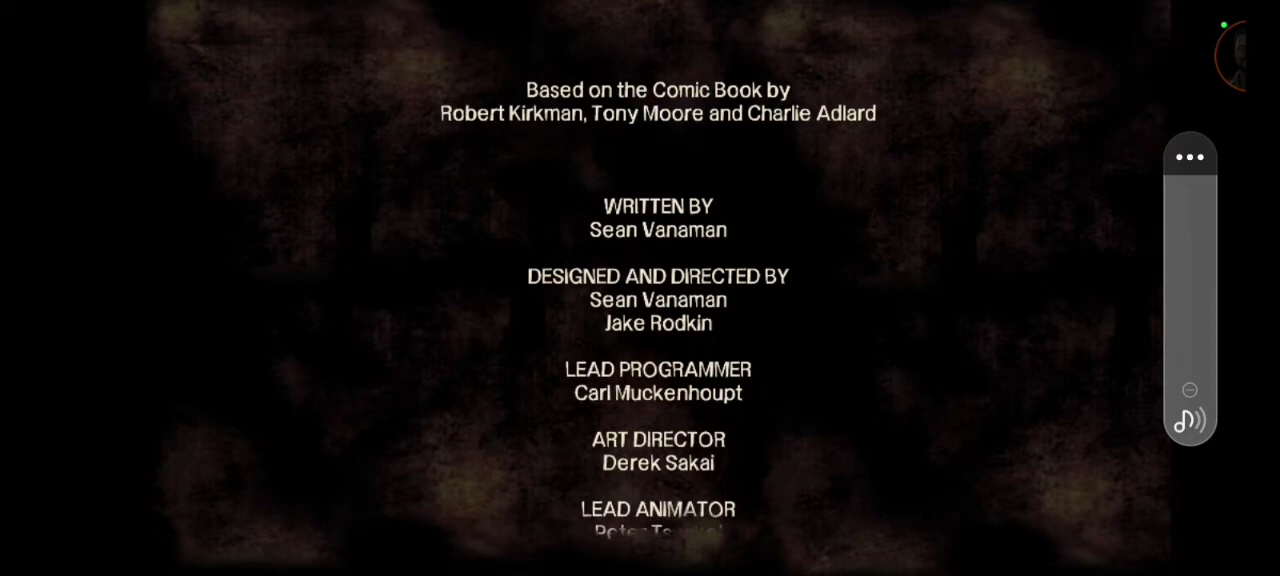 Based on the Comic Book by
Robert Kirkman, Tony Moore and Charlie Adlard
WRITTEN BY
Sean Vanaman
DESIGNED AND DIRECTED BY
Sean Vanaman
Jake Rodkin
LEAD PROGRAMMER
Carl Muckenhoupt
ART DIRECTOR
Derek Sakai
LEAD ANIMATOR
Peter